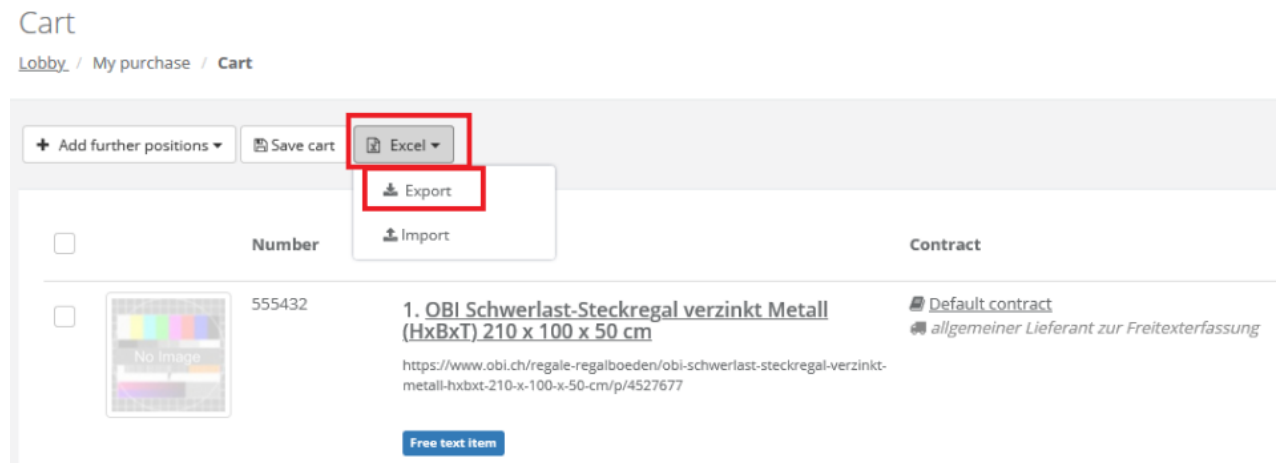 Cart
Lobby / My purchase / Cart
+ Add further positions Save cart Excel
Export
Import
Number Contract
555432
1. OBI Schwerlast-Steckregal verzinkt Metall
(HxBxT) 210 x 100 x 50 cm
https://www.obi.ch/regale-regalboeden/obi-schwerlast-steckregal-verzinkt-
metall-hxbxt-210-x-100-x-50-cm/p/4527677
Free text item
Default contract
allgemeiner Lieferant zur Freitexterfassung
No Image